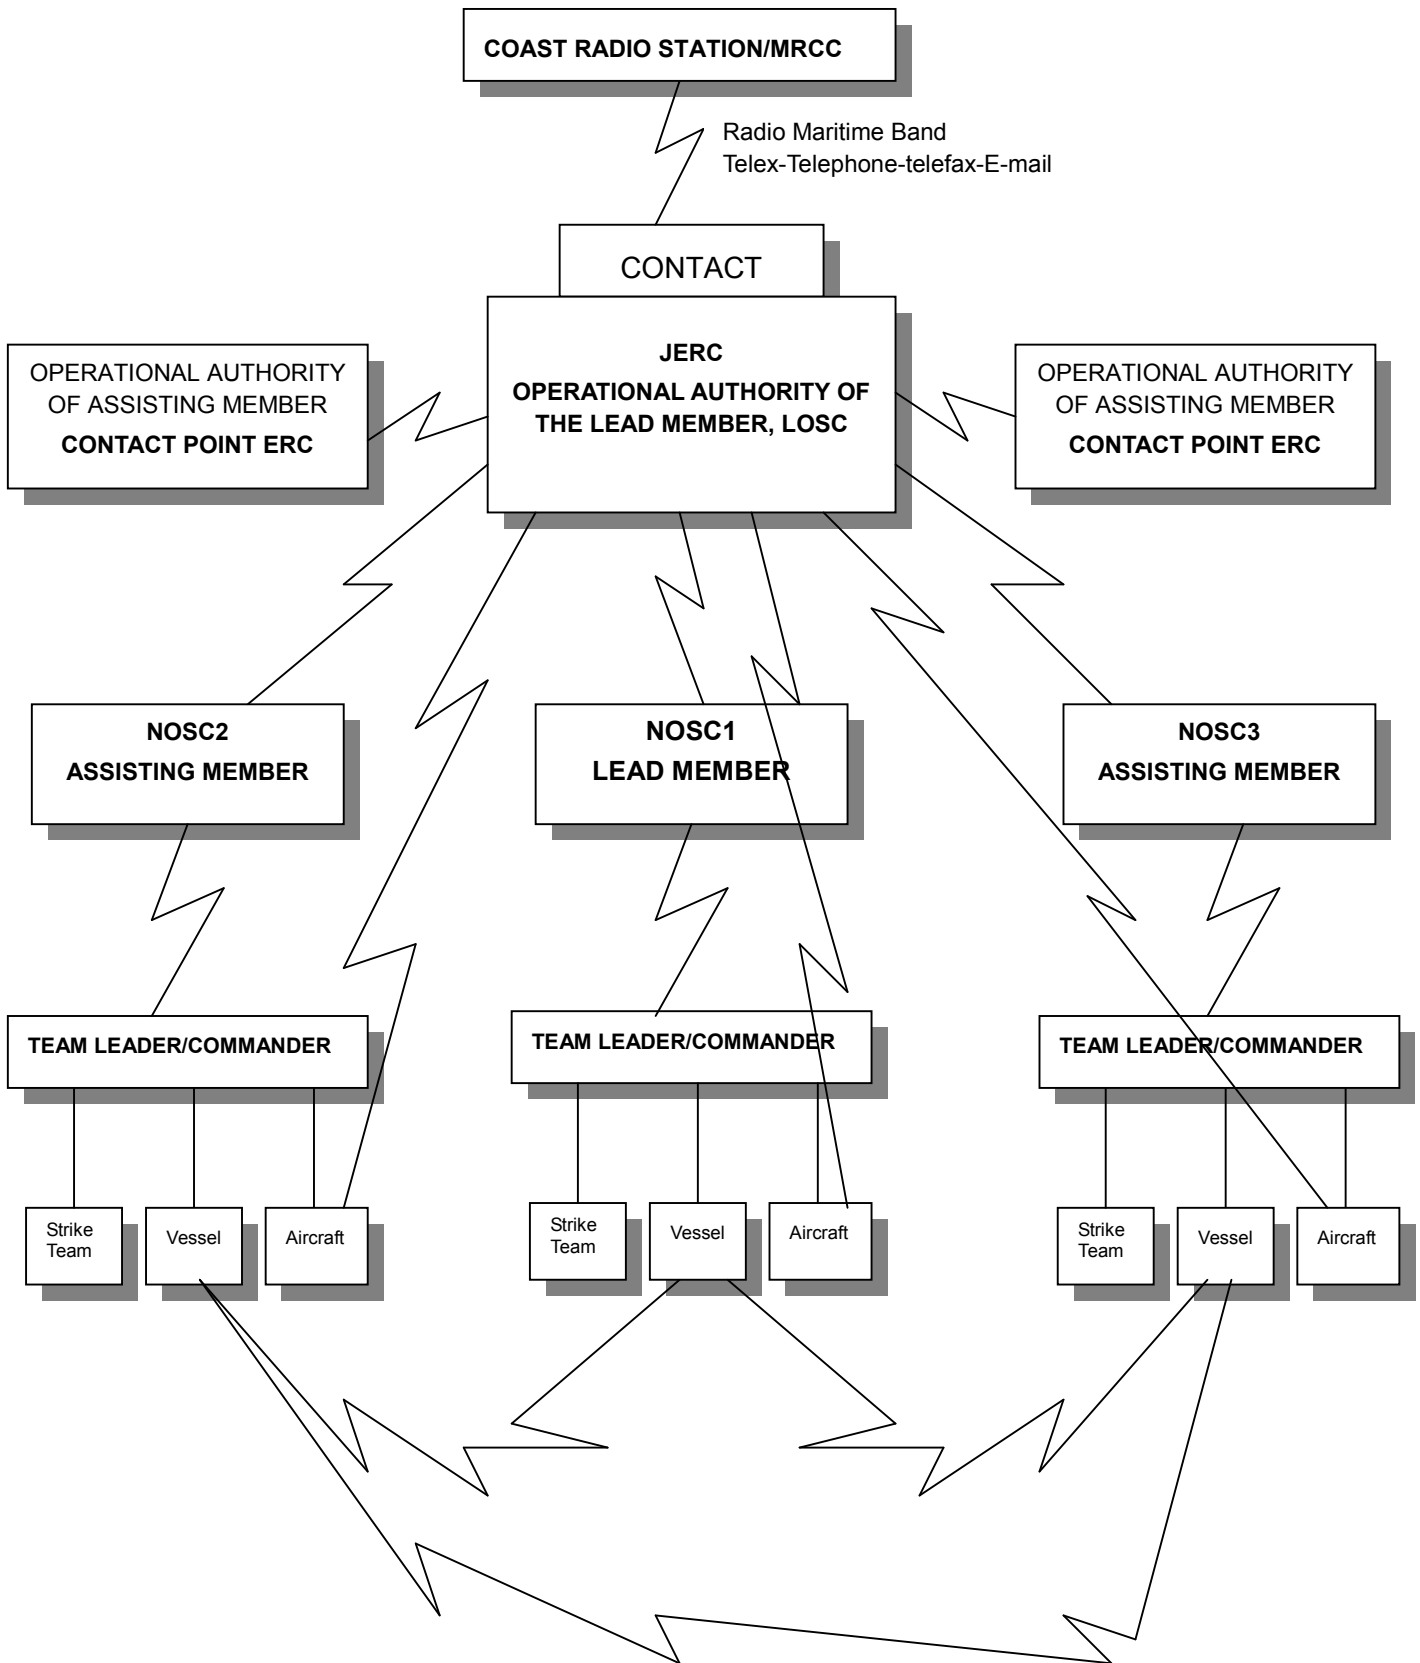 COAST RADIO STATION/MRCC
Radio Maritime Band
Telex-Telephone-telefax-E-mail
CONTACT
JERC
OPERATIONAL AUTHORITY OF
THE LEAD MEMBER, LOSC
OPERATIONAL AUTHORITY
OF ASSISTING MEMBER
CONTACT POINT ERC
OPERATIONAL AUTHORITY
OF ASSISTING MEMBER
CONTACT POINT ERC
NOSC2
ASSISTING MEMBER
NOSC1
LEAD MEMBER
NOSC3
ASSISTING MEMBER
TEAM LEADER/COMMANDER
TEAM LEADER/COMMANDER
TEAM LEADER/COMMANDER
Strike
Team
Vessel
Aircraft
Strike
Team
Vessel
Aircraft
Strike
Team
Vessel
Aircraft